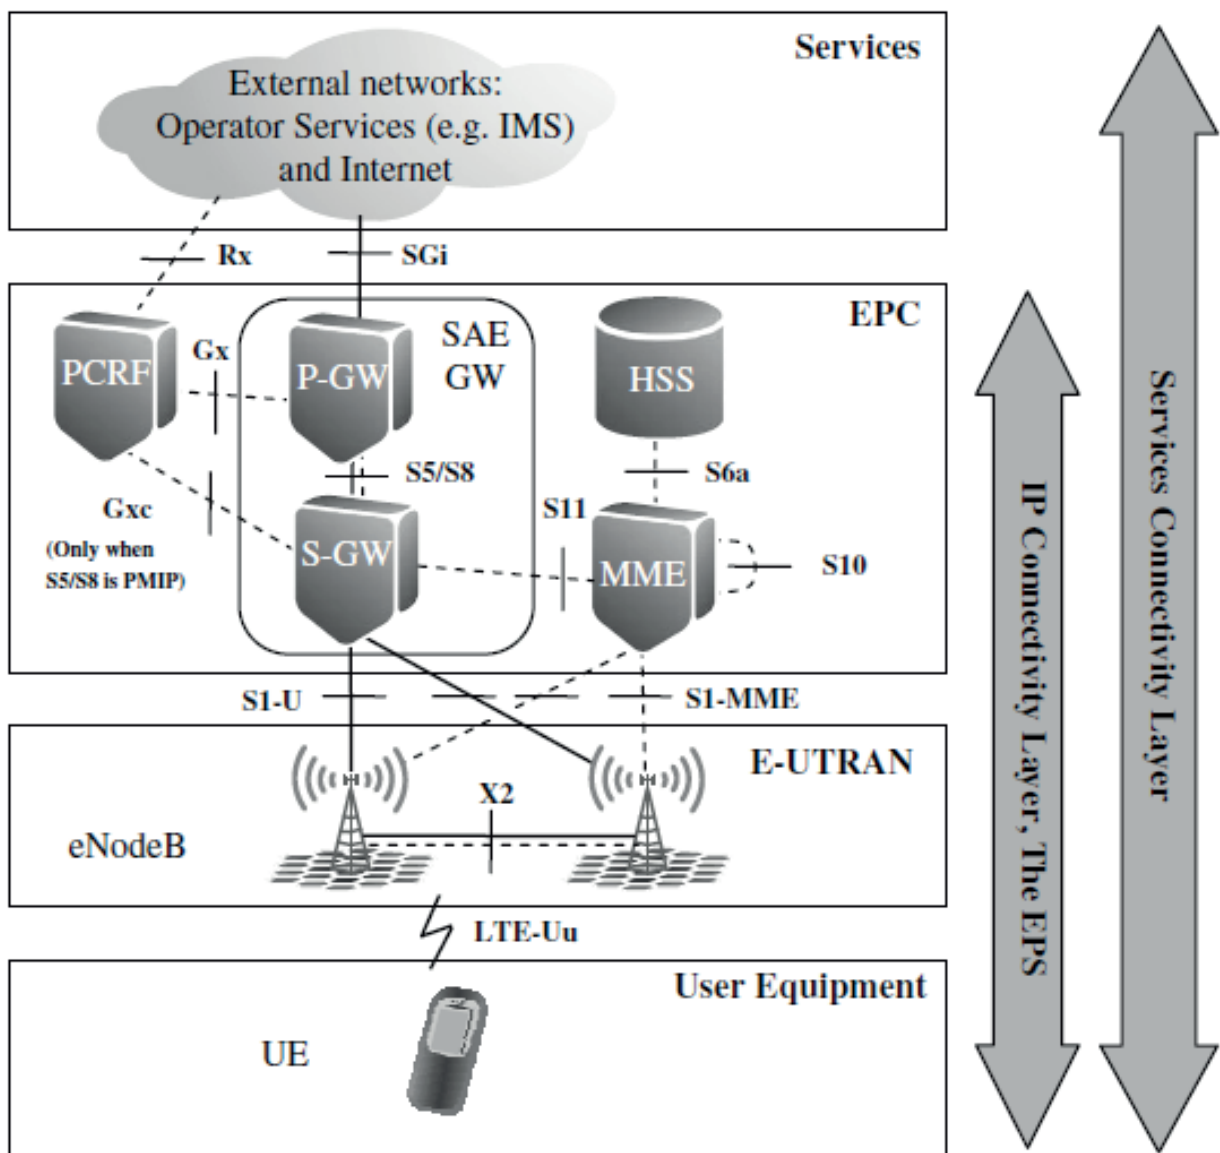 Services
External networks:
Operator Services (e.g. IMS)
and Internet
Rx
SGi
EPC
SAE
GW
PCRF
Gx
P-GW
HSS
S5/S8
S6a
Gxc
(Only when
S5/S8 is PMIP)
S11
S-GW
MME
S10
S1-U
S1-MME
E-UTRAN
X2
eNodeB
LTE-Uu
User Equipment
UE
IP Connectivity Layer, The EPS
Services Connectivity Layer